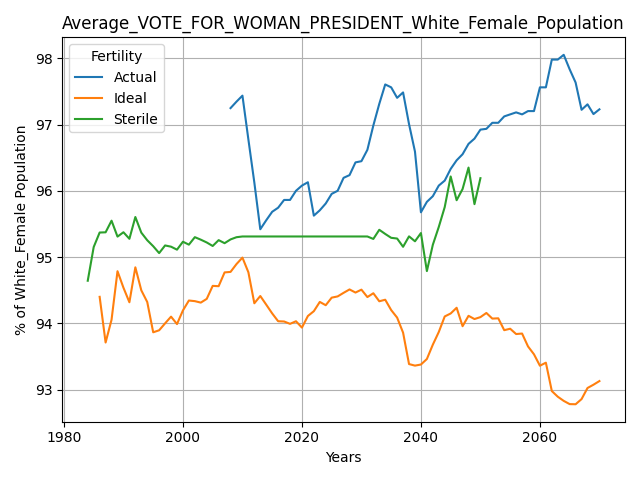 Average_VOTE_FOR_WOMAN_PRESIDENT_White_Female_Population
Fertility
Actual
Ideal
Sterile
% of White_Female Population
98
97
96
95
94
93
1980
2000
2020
2040
2060
Years